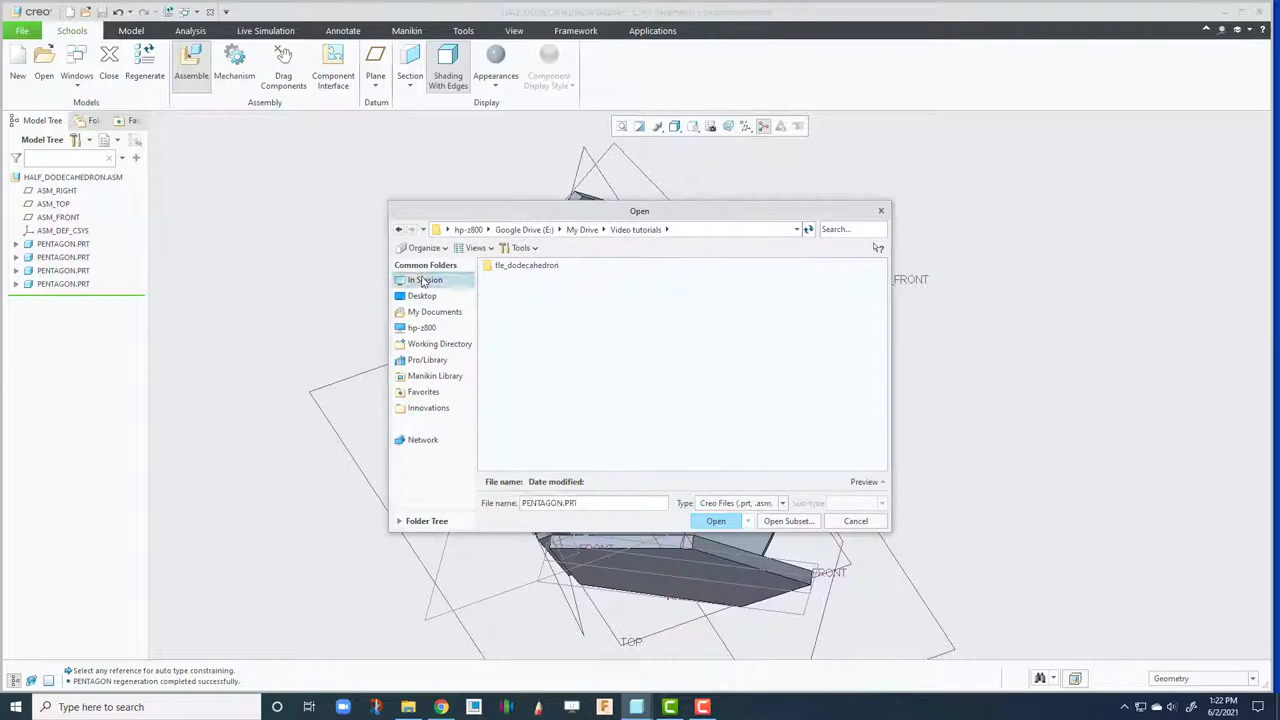 creo
File
Schools
Model
Analysis
Live Simulation
Annotate
Manikin
Tools
View
Framework
Applications
New
Open
Windows
Close
Regenerate
Assemble
Mechanism
Drag Components
Component Interface
Plane
Section
Shading With Edges
Appearances
Component Display Style
Models
Assembly
Datum
Display
Model Tree
Fol
Fa
Model Tree
HALF_DODECAHEDRON.ASM
ASM_RIGHT
ASM_TOP
ASM_FRONT
ASM_DEF_CSYS
PENTAGON.PRT
PENTAGON.PRT
PENTAGON.PRT
PENTAGON.PRT
Open
hp-z800
Google Drive (E:)
My Drive
Video tutorials
Search...
Organize
Views
Tools
Common Folders
In Session
Desktop
My Documents
hp-z800
Working Directory
Pro/Library
Manikin Library
Favorites
Innovations
Network
Folder Tree
tle_dodecahedron
File name:
Date modified:
Preview
File name:
PENTAGON.PRT
Type
Creo Files (.prt, .asm,
Sub-type
Open
Open Subset...
Cancel
FRONT
FRONT
FRONT
TOP
Select any reference for auto type constraining.
PENTAGON regeneration completed successfully.
Geometry
Type here to search
1:22 PM
6/2/2021